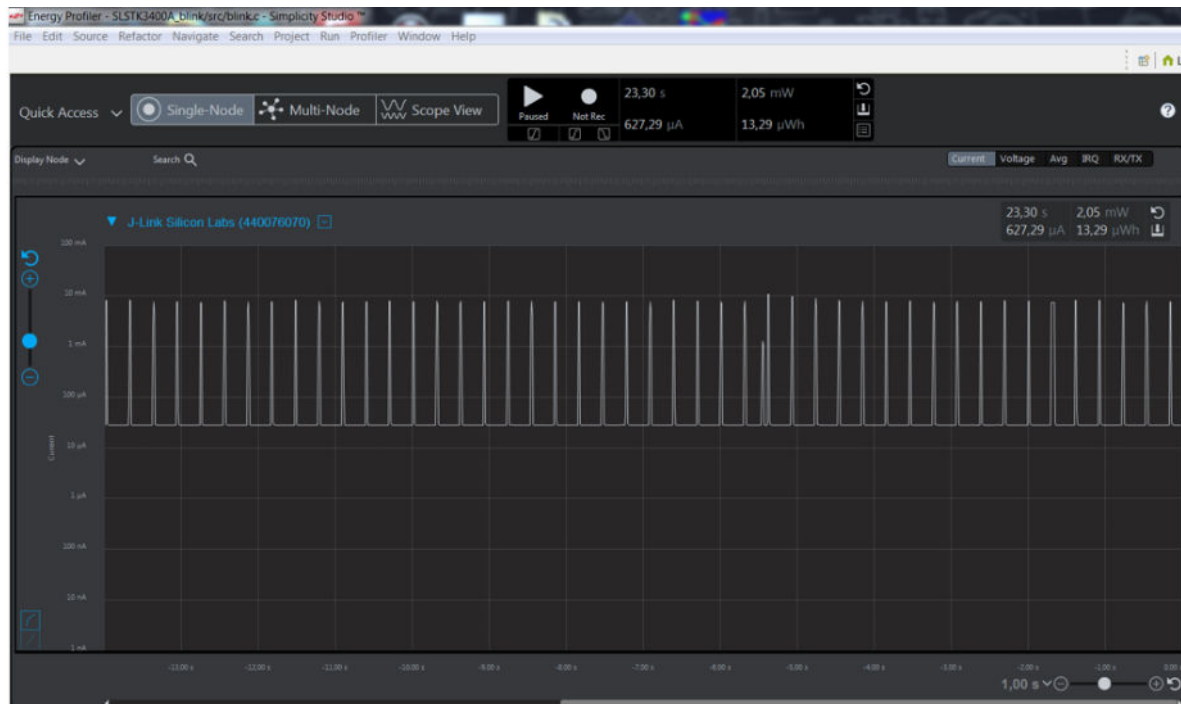 Energy Profiler - SLSTK3400A_blink/src/blink.c - Simplicity Studio ™
File Edit Source Refactor Navigate Search Project Run Profiler Window Help
L
Quick Access Single-Node Multi-Node Scope View
Paused Not Rec
23,30 s 2,05 mW
627,29 µA 13,29 µWh
?
Display Node Search Current Voltage Avg IRQ RX/TX
J-Link Silicon Labs (440076070)
23,30 s 2,05 mW
627,29 µA 13,29 µWh
100 mA
10 mA
1 mA
100 µA
Current
10 µA
1 µA
100 nA
10 nA
1 nA
-13,00 s -12,00 s -11,00 s -10,00 s -9,00 s -8,00 s -7,00 s -6,00 s -5,00 s -4,00 s -3,00 s -2,00 s -1,00 s 0,00 s
1,00 s